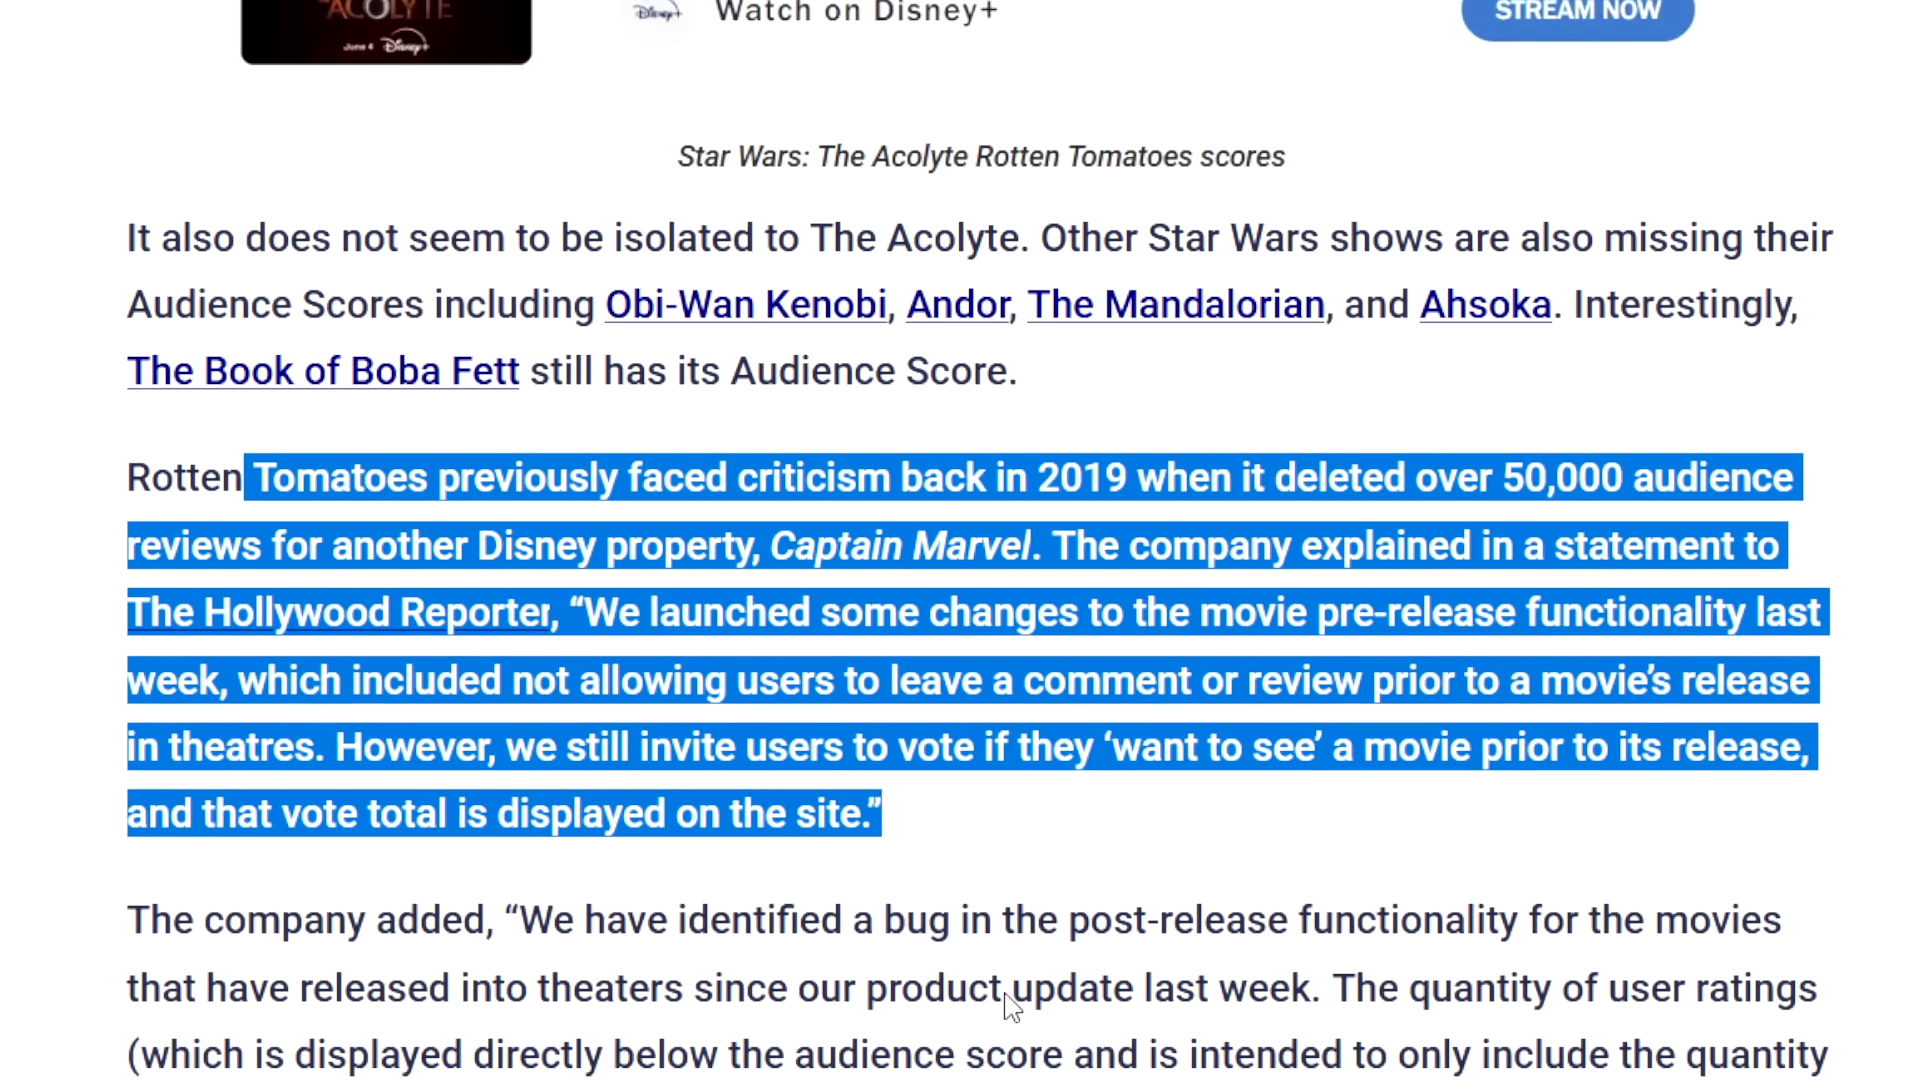 ACOLYTE
June 4 Disney+
Disney+ Watch on Disney+
STREAM NOW
Star Wars: The Acolyte Rotten Tomatoes scores
It also does not seem to be isolated to The Acolyte. Other Star Wars shows are also missing their
Audience Scores including Obi-Wan Kenobi, Andor, The Mandalorian, and Ahsoka. Interestingly,
The Book of Boba Fett still has its Audience Score.
Rotten Tomatoes previously faced criticism back in 2019 when it deleted over 50,000 audience
reviews for another Disney property, Captain Marvel. The company explained in a statement to
The Hollywood Reporter, “We launched some changes to the movie pre-release functionality last
week, which included not allowing users to leave a comment or review prior to a movie’s release
in theatres. However, we still invite users to vote if they ‘want to see’ a movie prior to its release,
and that vote total is displayed on the site.”
The company added, “We have identified a bug in the post-release functionality for the movies
that have released into theaters since our product update last week. The quantity of user ratings
(which is displayed directly below the audience score and is intended to only include the quantity